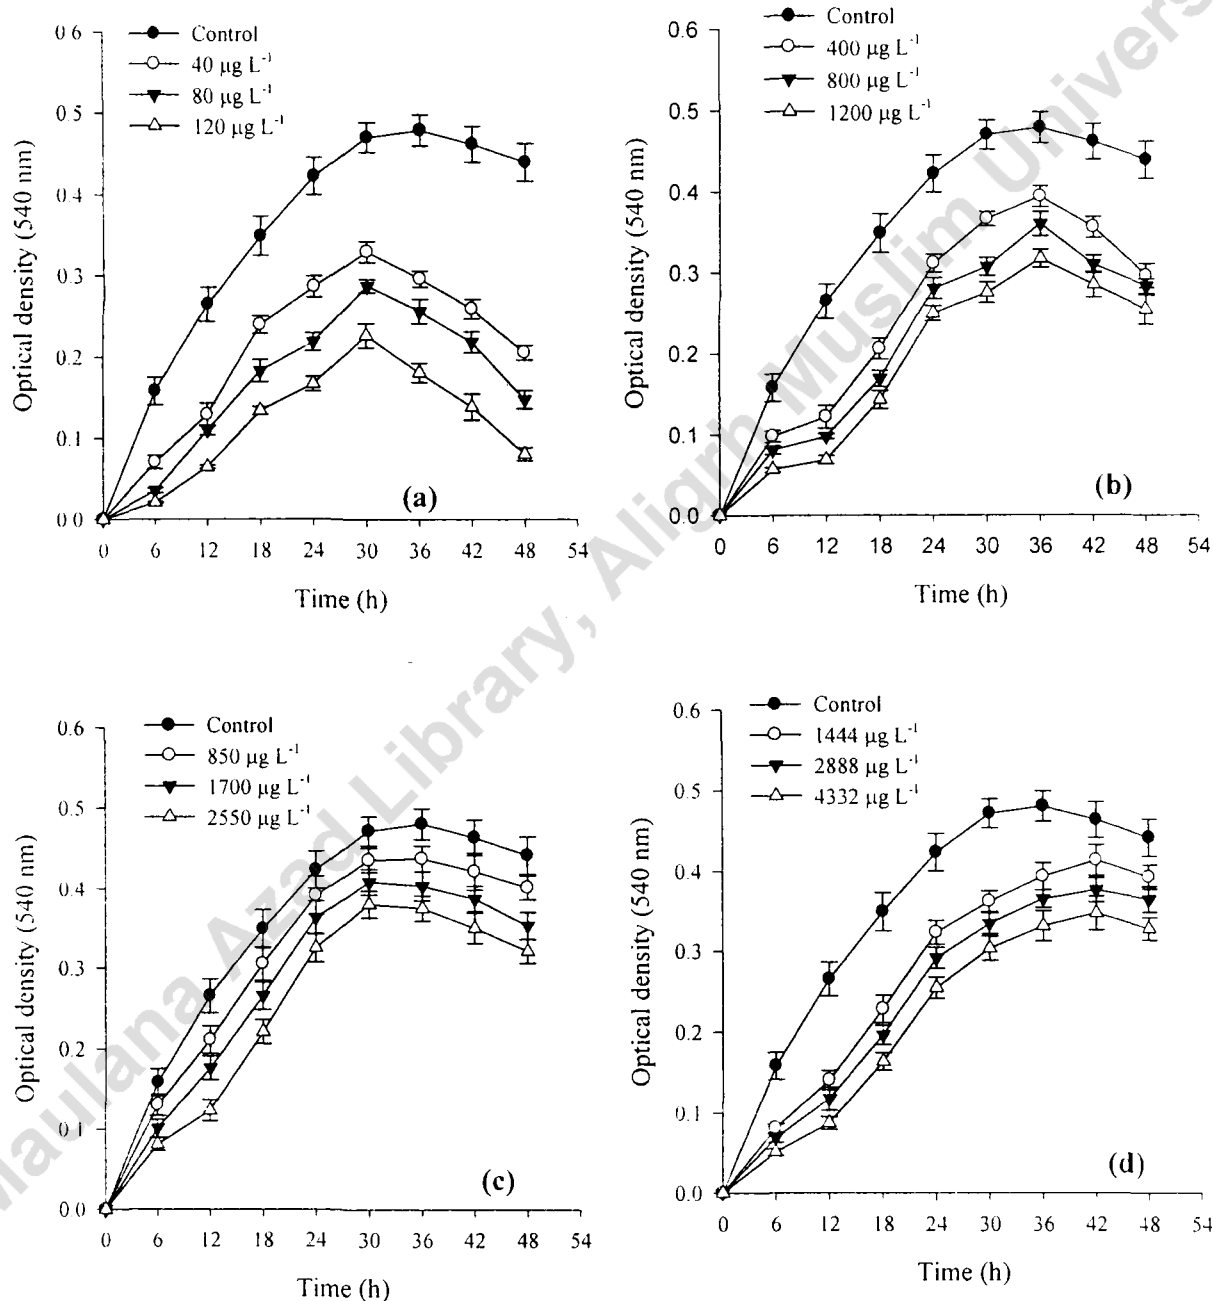 Control
40 µg L⁻¹
80 µg L⁻¹
120 µg L⁻¹
Optical density (540 nm)
0.6
0.5
0.4
0.3
0.2
0.1
0.0
0 6 12 18 24 30 36 42 48 54
Time (h)
(a)
Control
400 µg L⁻¹
800 µg L⁻¹
1200 µg L⁻¹
Optical density (540 nm)
0.6
0.5
0.4
0.3
0.2
0.1
0.0
0 6 12 18 24 30 36 42 48 54
Time (h)
(b)
Control
850 µg L⁻¹
1700 µg L⁻¹
2550 µg L⁻¹
Optical density (540 nm)
0.6
0.5
0.4
0.3
0.2
0.1
0.0
0 6 12 18 24 30 36 42 48 54
Time (h)
(c)
Control
1444 µg L⁻¹
2888 µg L⁻¹
4332 µg L⁻¹
Optical density (540 nm)
0.6
0.5
0.4
0.3
0.2
0.1
0.0
0 6 12 18 24 30 36 42 48 54
Time (h)
(d)
Maulana Azad Library, Aligrh Muslim Univers